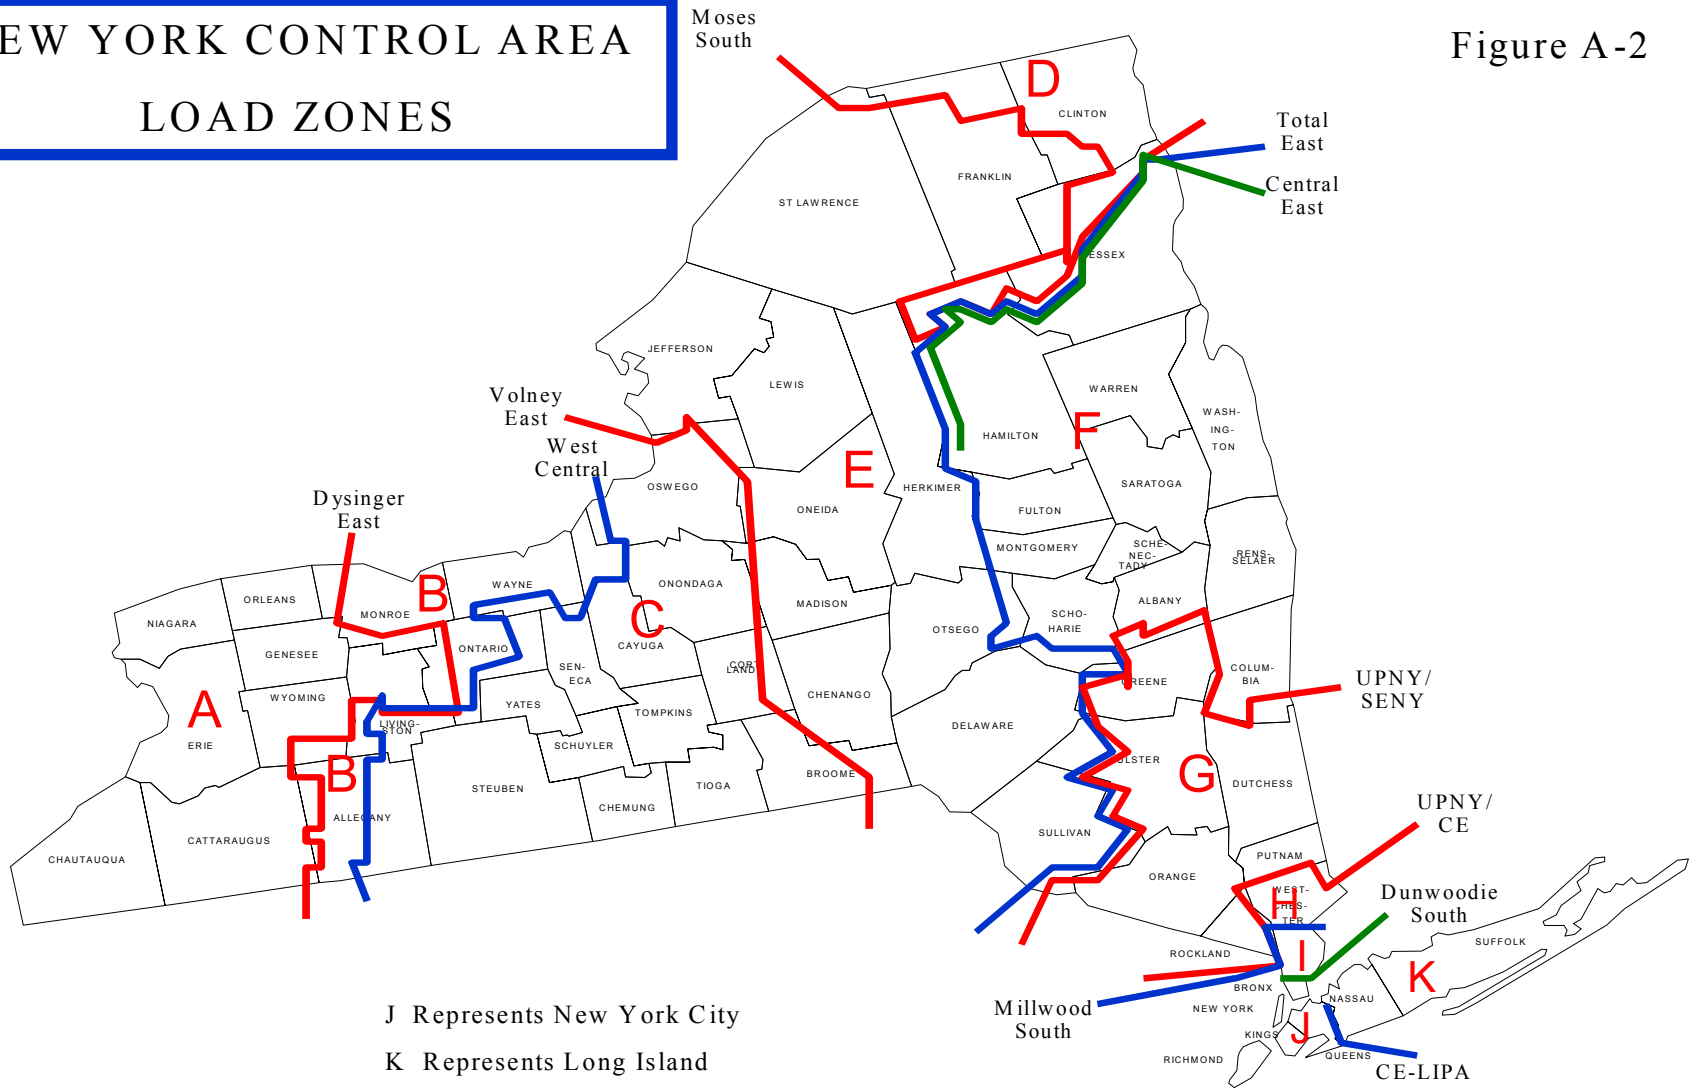 EW YORK CONTROL AREA
LOAD ZONES
Figure A-2
Moses
South
D
CLINTON
Total
East
Central
East
FRANKLIN
ST LAWRENCE
ESSEX
JEFFERSON
LEWIS
WARREN
WASH-
ING-
TON
Volney
East
West
Central
HAMILTON
F
E
HERKIMER
SARATOGA
OSWEGO
ONEIDA
FULTON
Dysinger
East
MONTGOMERY
SCHE-
NEC-
TADY
RENS-
SELAER
WAYNE
ONONDAGA
ORLEANS
B
MONROE
NIAGARA
MADISON
ALBANY
SCHO-
HARIE
OTSEGO
C
CAYUGA
ONTARIO
GENESEE
SEN-
ECA
CORT
LAND
COLUM-
BIA
GREENE
UPNY/
SENY
WYOMING
A
ERIE
LIVING-
STON
YATES
TOMPKINS
CHENANGO
DELAWARE
SCHUYLER
B
STEUBEN
CHEMUNG
TIOGA
BROOME
ULSTER
G
DUTCHESS
ALLEGANY
CATTARAUGUS
CHAUTAUQUA
SULLIVAN
UPNY/
CE
PUTNAM
ORANGE
WEST-
CHES-
TER
H
Dunwoodie
South
SUFFOLK
ROCKLAND
I
K
BRONX
NASSAU
Millwood
South
NEW YORK
KINGS
J
QUEENS
RICHMOND
CE-LIPA
J Represents New York City
K Represents Long Island